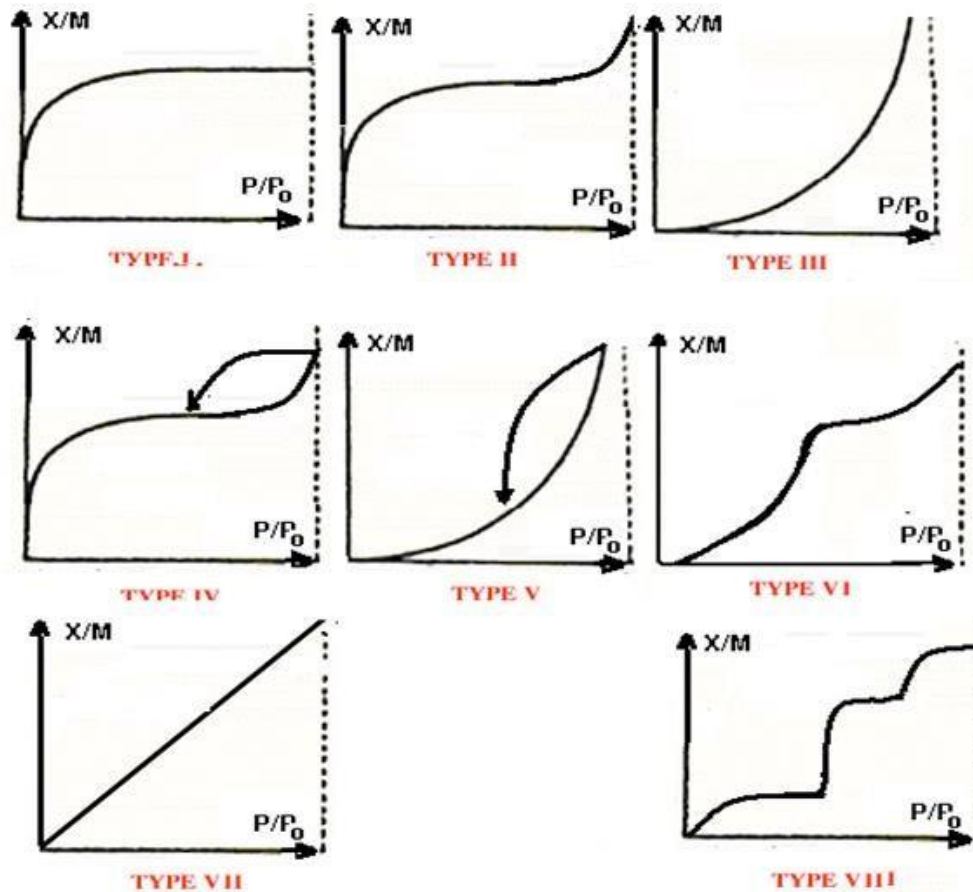 X/M
P/P₀
TYPE I.
X/M
P/P₀
TYPE II
X/M
P/P₀
TYPE III
X/M
P/P₀
TYPE IV
X/M
P/P₀
TYPE V
X/M
P/P₀
TYPE VI
X/M
P/P₀
TYPE VII
X/M
P/P₀
TYPE VIII